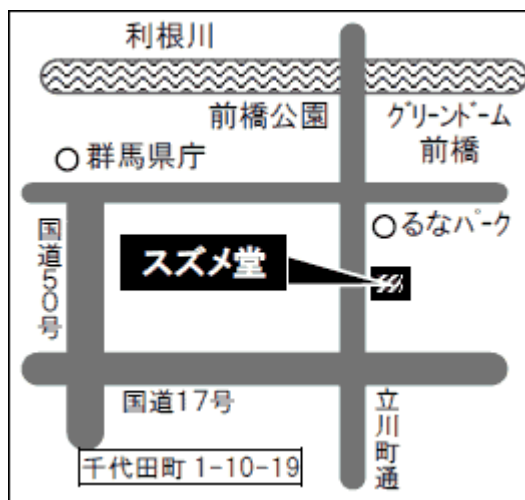 利根川
前橋公園
ｸﾞﾘｰﾝﾄﾞｰﾑ
前橋
群馬県庁
るなﾊﾟｰｸ
国道50号
スズメ堂
国道17号
立川町通
千代田町 1-10-19